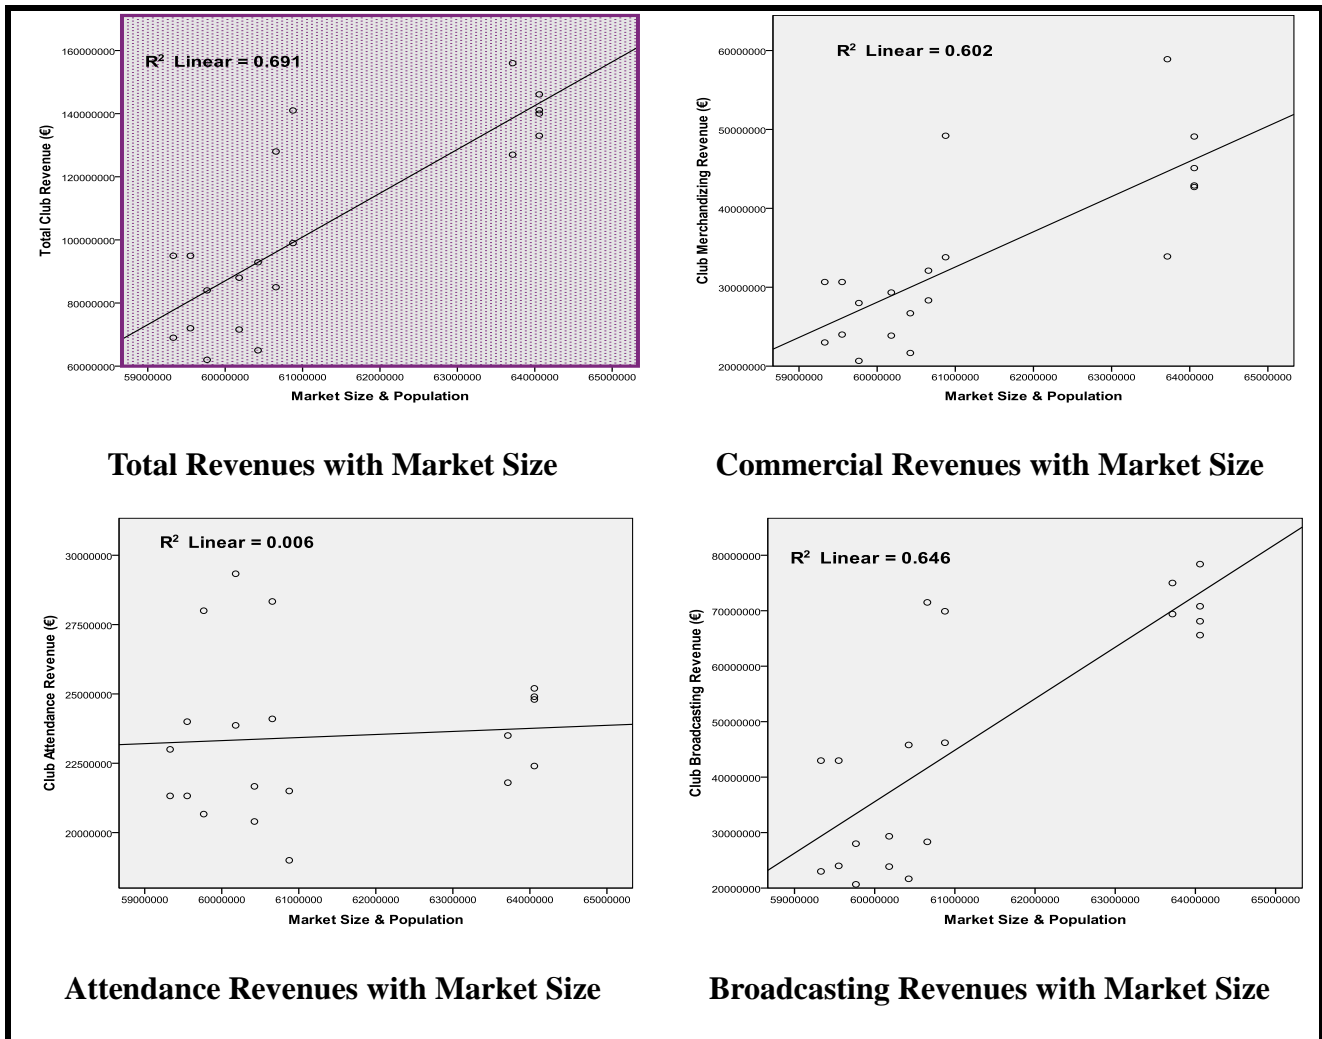 R² Linear = 0.691
Total Club Revenue (€)
160000000
140000000
120000000
100000000
80000000
60000000
59000000 60000000 61000000 62000000 63000000 64000000 65000000
Market Size & Population
Total Revenues with Market Size
R² Linear = 0.602
Club Merchandizing Revenue (€)
60000000
50000000
40000000
30000000
20000000
59000000 60000000 61000000 62000000 63000000 64000000 65000000
Market Size & Population
Commercial Revenues with Market Size
R² Linear = 0.006
Club Attendance Revenue (€)
30000000
27500000
25000000
22500000
20000000
59000000 60000000 61000000 62000000 63000000 64000000 65000000
Market Size & Population
Attendance Revenues with Market Size
R² Linear = 0.646
Club Broadcasting Revenue (€)
80000000
70000000
60000000
50000000
40000000
30000000
20000000
59000000 60000000 61000000 62000000 63000000 64000000 65000000
Market Size & Population
Broadcasting Revenues with Market Size